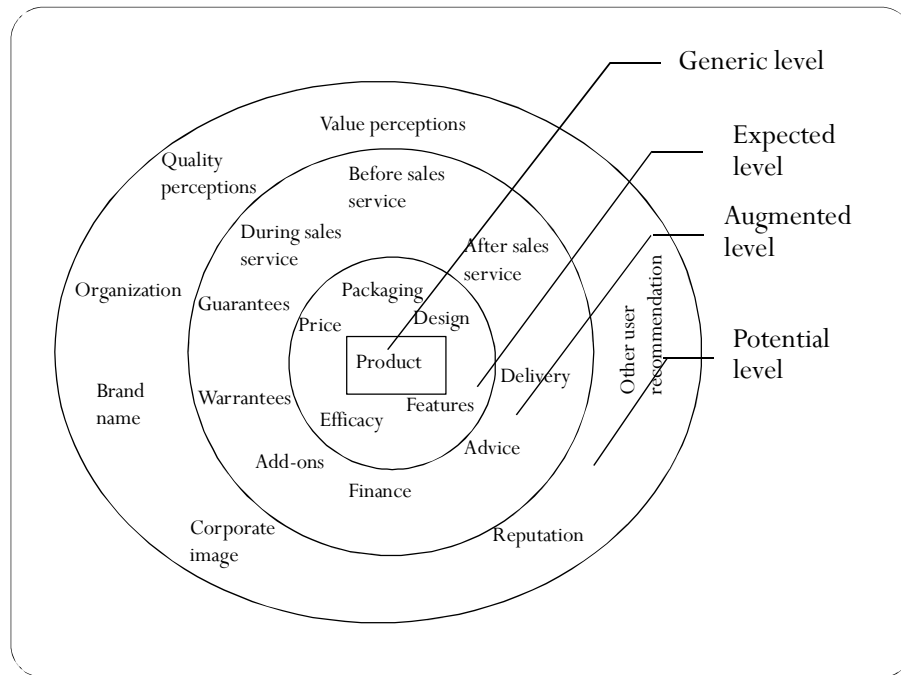 Generic level
Value perceptions
Expected
level
Quality
perceptions
Before sales
service
Augmented
level
During sales
service
After sales
service
Organization
Guarantees
Packaging
Price
Design
Other user
recommendation
Potential
level
Product
Delivery
Brand
name
Warrantees
Features
Efficacy
Advice
Add-ons
Finance
Corporate
image
Reputation